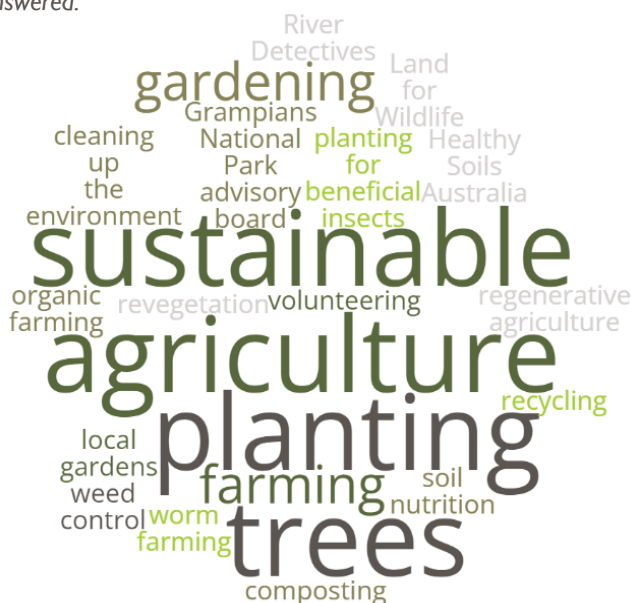 nswered.
River
Detectives
Land
for
Wildlife
gardening
Grampians
National
Park
advisory
board
cleaning
up
the
environment
planting
for
beneficial
insects
Healthy
Soils
Australia
sustainable
agriculture
organic
farming
revegetation
volunteering
regenerative
agriculture
planting
trees
recycling
local
gardens
farming
soil
nutrition
weed
control
worm
farming
composting